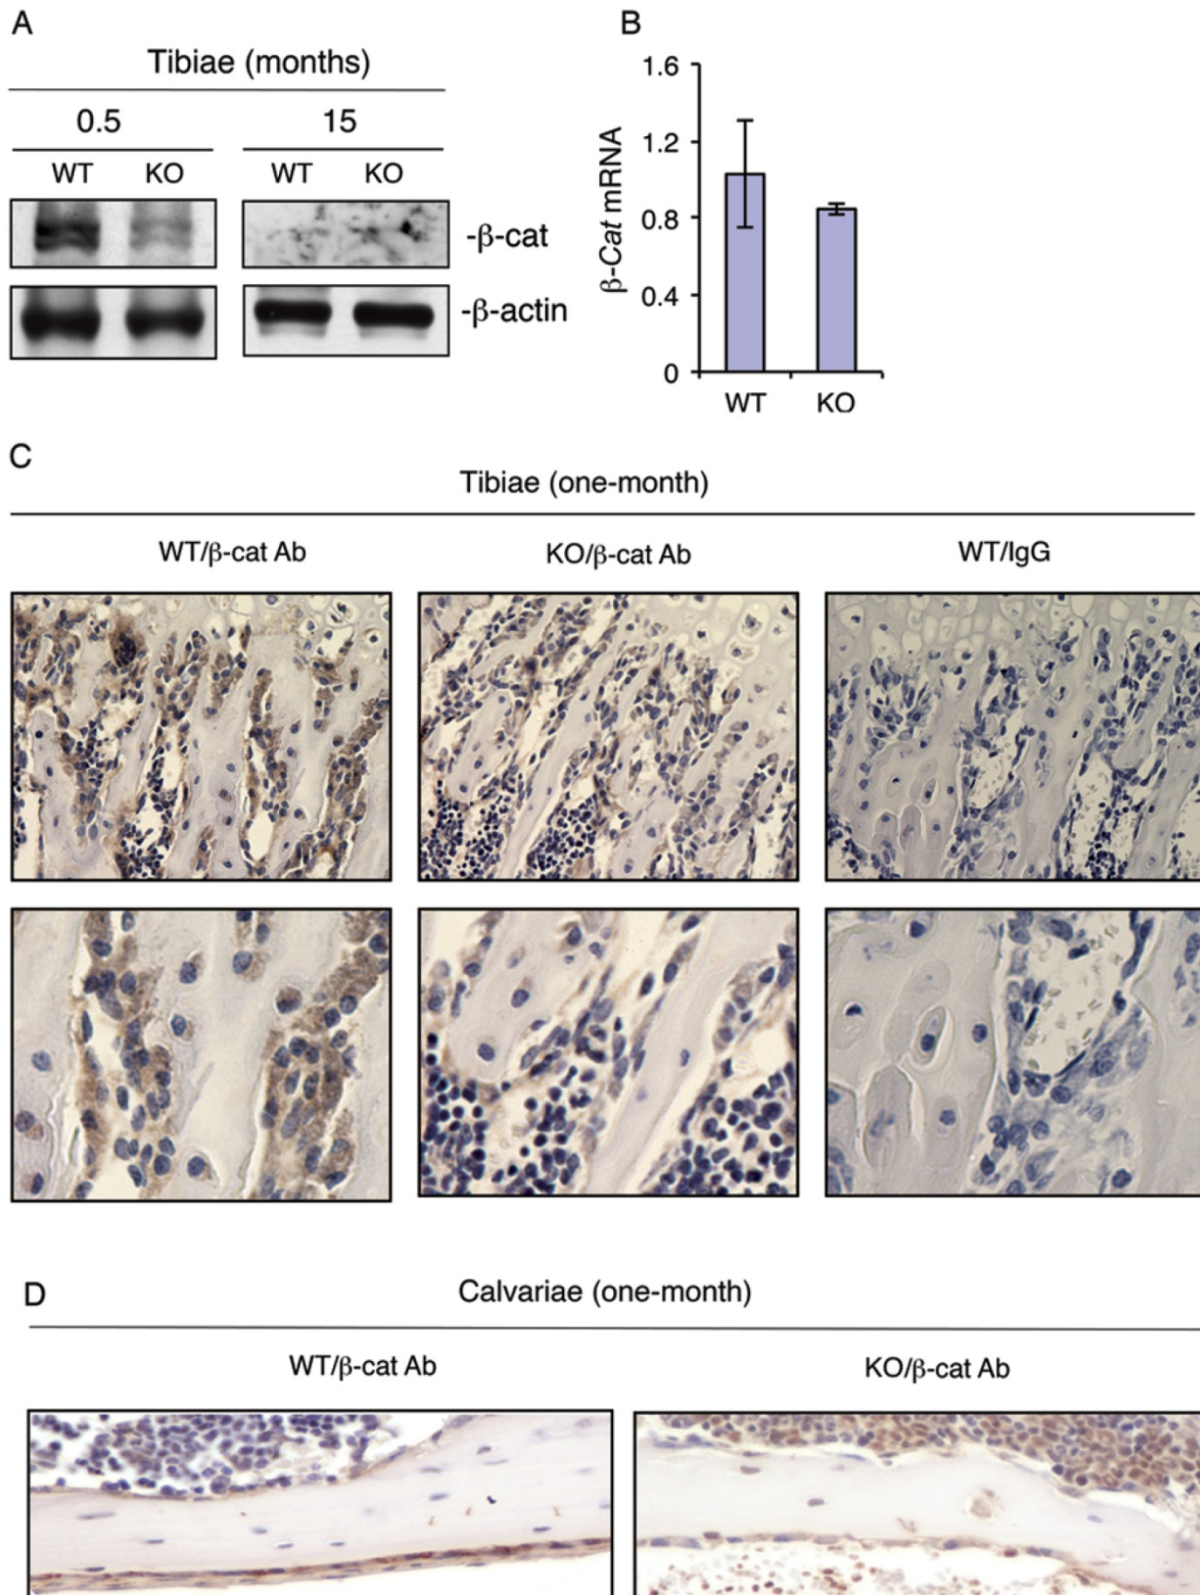 A
Tibiae (months)
0.5 15
WT KO WT KO
-β-cat
-β-actin
B
β-Cat mRNA
1.6
1.2
0.8
0.4
0
WT KO
C
Tibiae (one-month)
WT/β-cat Ab KO/β-cat Ab WT/IgG
D
Calvariae (one-month)
WT/β-cat Ab KO/β-cat Ab